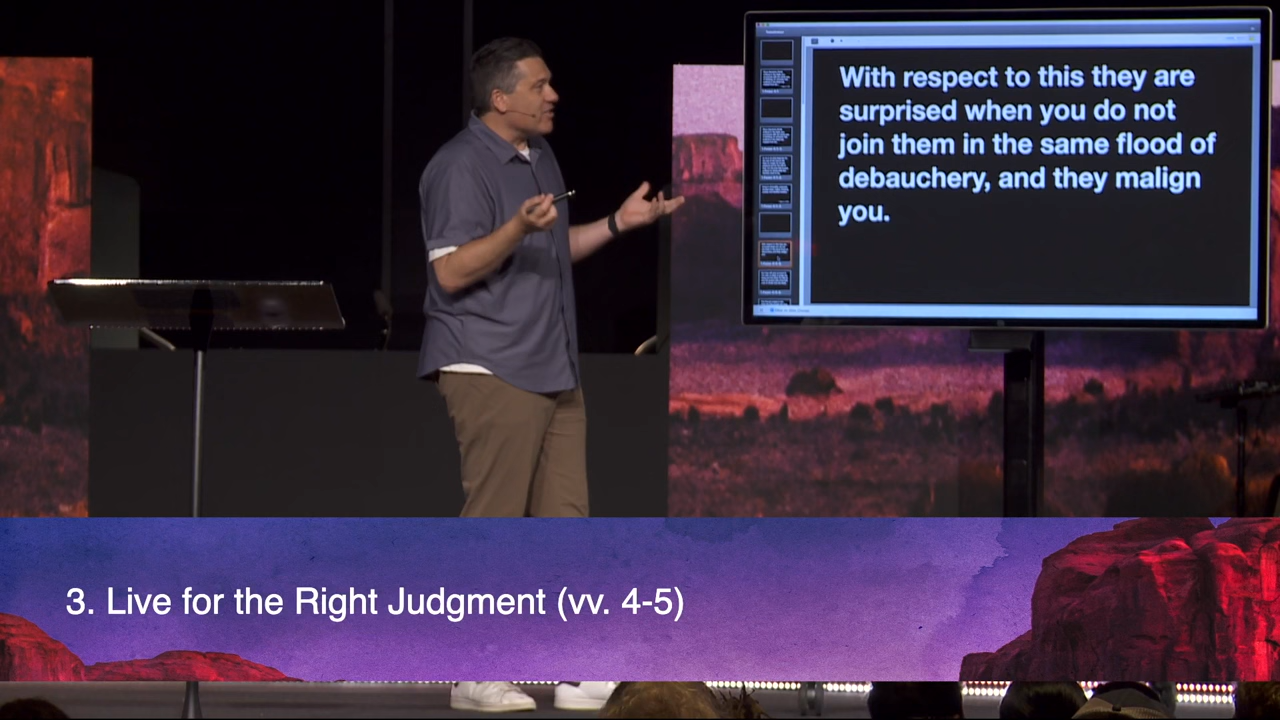 With respect to this they are
surprised when you do not
join them in the same flood of
debauchery, and they malign
you.
3. Live for the Right Judgment (vv. 4-5)